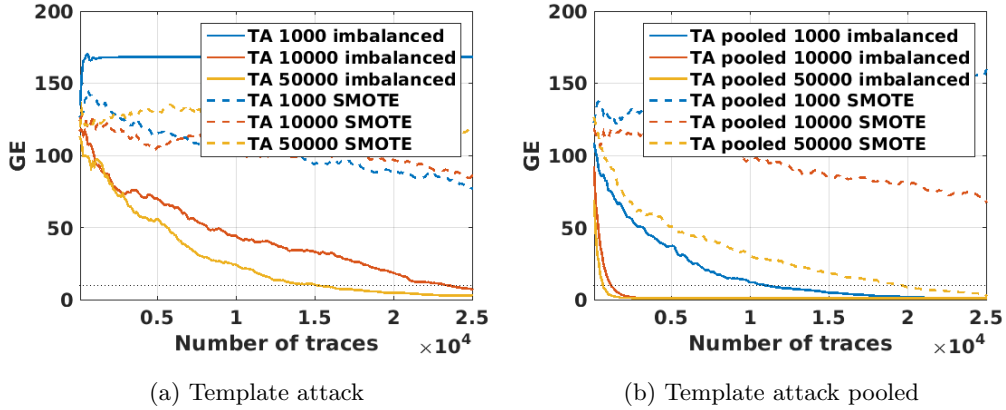 200
150
100
50
0
GE
TA 1000 imbalanced
TA 10000 imbalanced
TA 50000 imbalanced
TA 1000 SMOTE
TA 10000 SMOTE
TA 50000 SMOTE
0.5 1 1.5 2 2.5
Number of traces ×10^4
(a) Template attack
200
150
100
50
0
GE
TA pooled 1000 imbalanced
TA pooled 10000 imbalanced
TA pooled 50000 imbalanced
TA pooled 1000 SMOTE
TA pooled 10000 SMOTE
TA pooled 50000 SMOTE
0.5 1 1.5 2 2.5
Number of traces ×10^4
(b) Template attack pooled